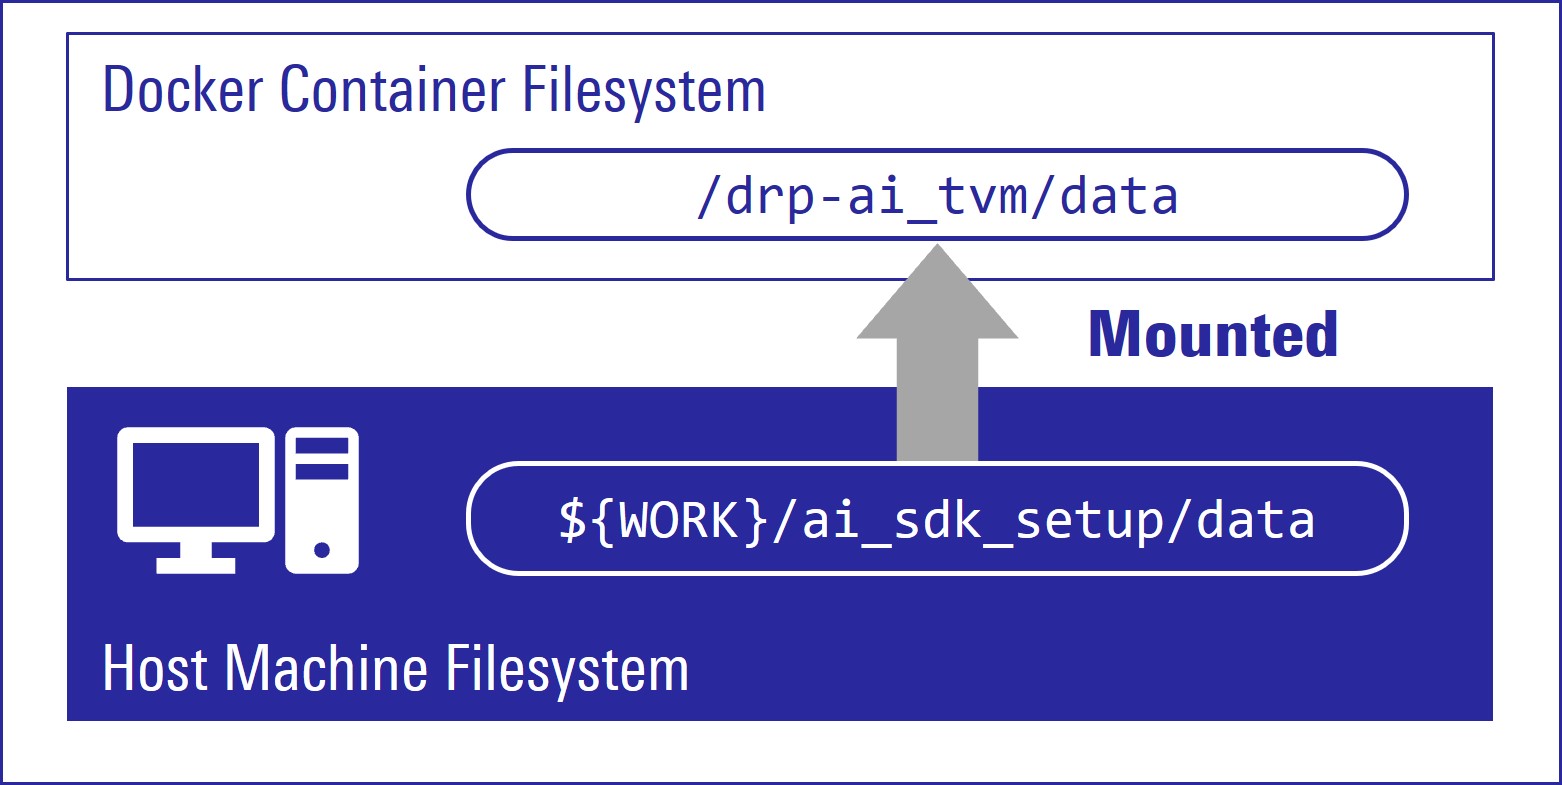 Docker Container Filesystem
/drp-ai_tvm/data
Mounted
${WORK}/ai_sdk_setup/data
Host Machine Filesystem